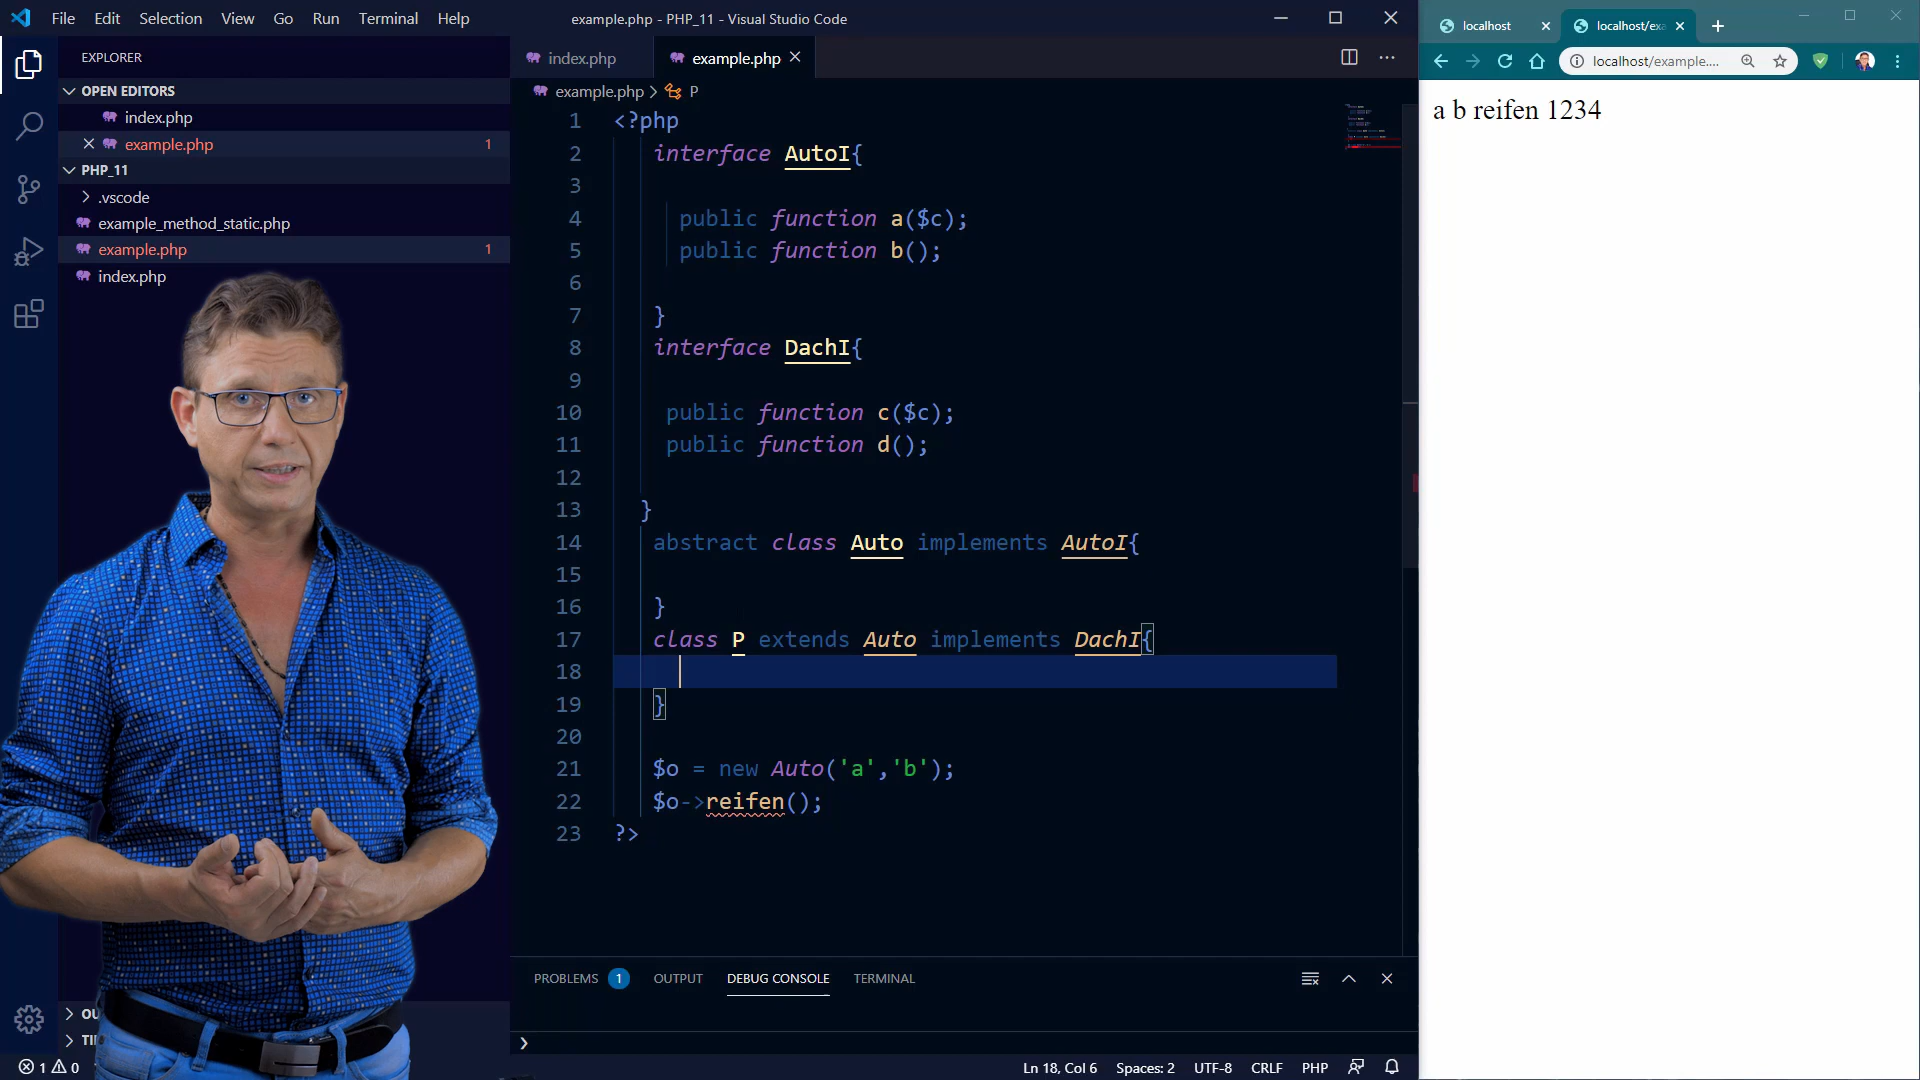 File Edit Selection View Go Run Terminal Help
example.php - PHP_11 - Visual Studio Code
EXPLORER
OPEN EDITORS
index.php
example.php 1
PHP_11
.vscode
example_method_static.php
example.php 1
index.php
index.php
example.php
example.php > P
1 <?php
2 interface AutoI{
3
4 public function a($c);
5 public function b();
6
7 }
8 interface DachI{
9
10 public function c($c);
11 public function d();
12
13 }
14 abstract class Auto implements AutoI{
15
16 }
17 class P extends Auto implements DachI{
18
19 }
20
21 $o = new Auto('a','b');
22 $o->reifen();
23 ?>
PROBLEMS 1 OUTPUT DEBUG CONSOLE TERMINAL
1 0
Ln 18, Col 6 Spaces: 2 UTF-8 CRLF PHP
localhost
localhost/exa
localhost/example....
a b reifen 1234